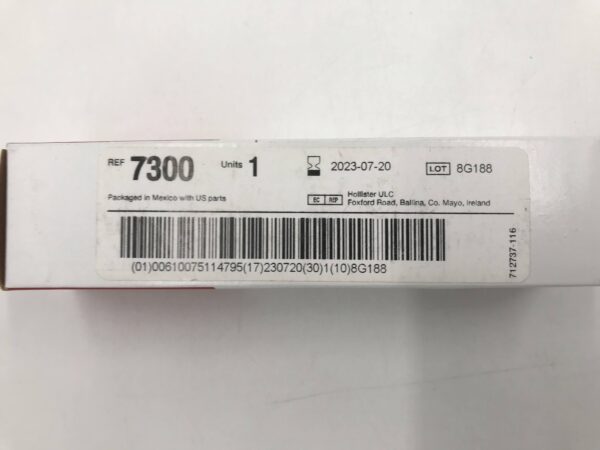 REF 7300 Units 1 2023-07-20 LOT 8G188
Packaged in Mexico with US parts
EC REP Hollister ULC
Foxford Road, Ballina, Co. Mayo, Ireland
(01)00610075114795(17)230720(30)1(10)8G188
712737-116